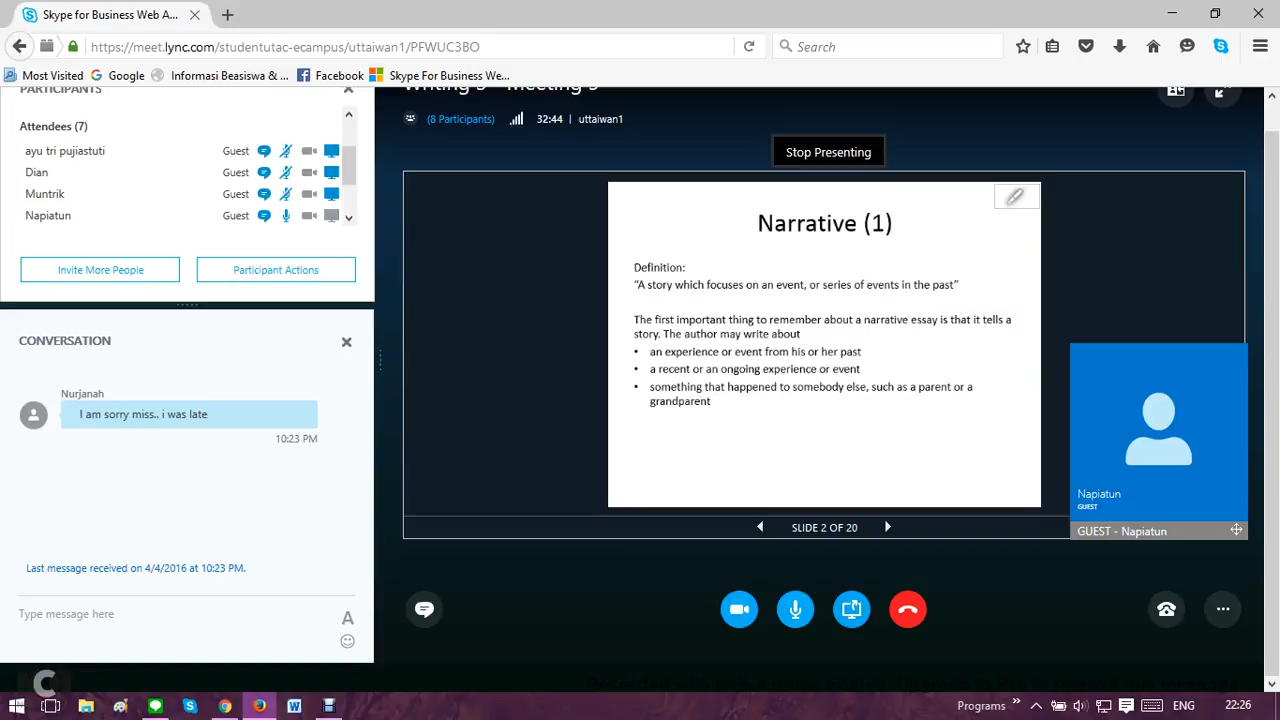 Skype for Business Web A...
https://meet.lync.com/studentutac-ecampus/uttaiwan1/PFWUC3BO
Search
Most Visited
Google
Informasi Beasiswa & ...
Facebook
Skype For Business We...
PARTICIPANTS
Attendees (7)
ayu tri pujiastuti Guest
Dian Guest
Muntrik Guest
Napiatun Guest
Invite More People
Participant Actions
CONVERSATION
Nurjanah
I am sorry miss.. i was late
10:23 PM
Last message received on 4/4/2016 at 10:23 PM.
Type message here
A
(8 Participants) 32:44 | uttaiwan1
Stop Presenting
Narrative (1)
Definition:
“A story which focuses on an event, or series of events in the past”
The first important thing to remember about a narrative essay is that it tells a
story. The author may write about
• an experience or event from his or her past
• a recent or an ongoing experience or event
• something that happened to somebody else, such as a parent or a
grandparent
SLIDE 2 OF 20
Napiatun
GUEST
GUEST - Napiatun
Programs
ENG
22:26